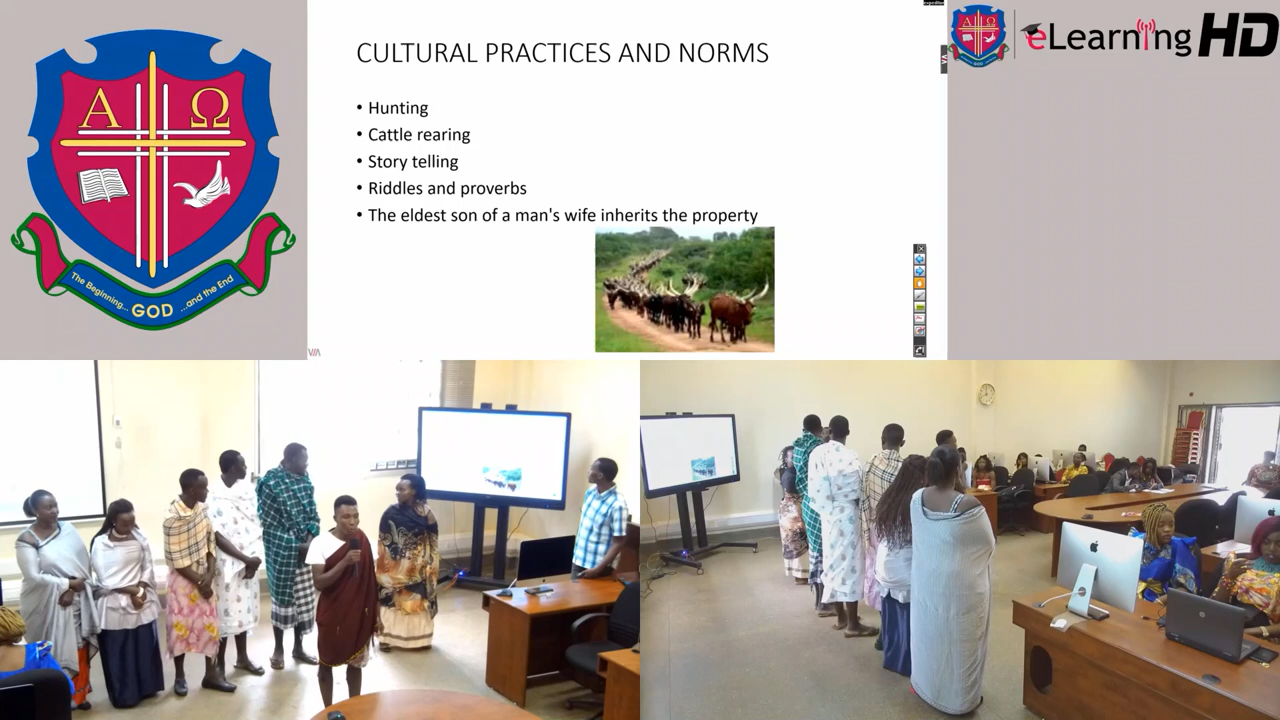 Α Ω
The Beginning... GOD ...and the End
CULTURAL PRACTICES AND NORMS
• Hunting
• Cattle rearing
• Story telling
• Riddles and proverbs
• The eldest son of a man's wife inherits the property
VIA
eLearning HD